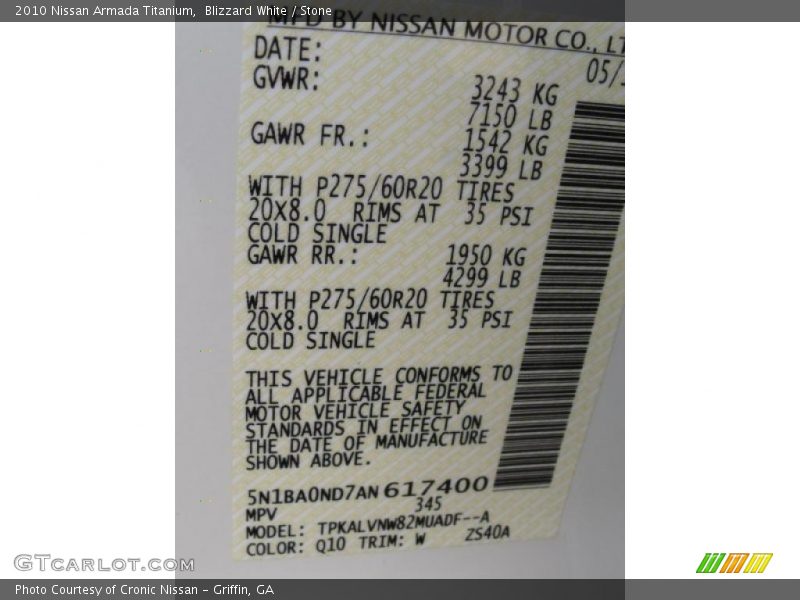 2010 Nissan Armada Titanium, Blizzard White / Stone
MFD BY NISSAN MOTOR CO.,
DATE: 05/
GVWR: 3243 KG
7150 LB
GAWR FR.: 1542 KG
3399 LB
WITH P275/60R20 TIRES
20X8.0 RIMS AT 35 PSI
COLD SINGLE
GAWR RR.: 1950 KG
4299 LB
WITH P275/60R20 TIRES
20X8.0 RIMS AT 35 PSI
COLD SINGLE
THIS VEHICLE CONFORMS TO
ALL APPLICABLE FEDERAL
MOTOR VEHICLE SAFETY
STANDARDS IN EFFECT ON
THE DATE OF MANUFACTURE
SHOWN ABOVE.
5N1BA0ND7AN617400
MPV 345
MODEL: TPKALVNW82MUADF--A
COLOR: Q10 TRIM: W ZS40A
GTCARLOT.COM
Photo Courtesy of Cronic Nissan - Griffin, GA